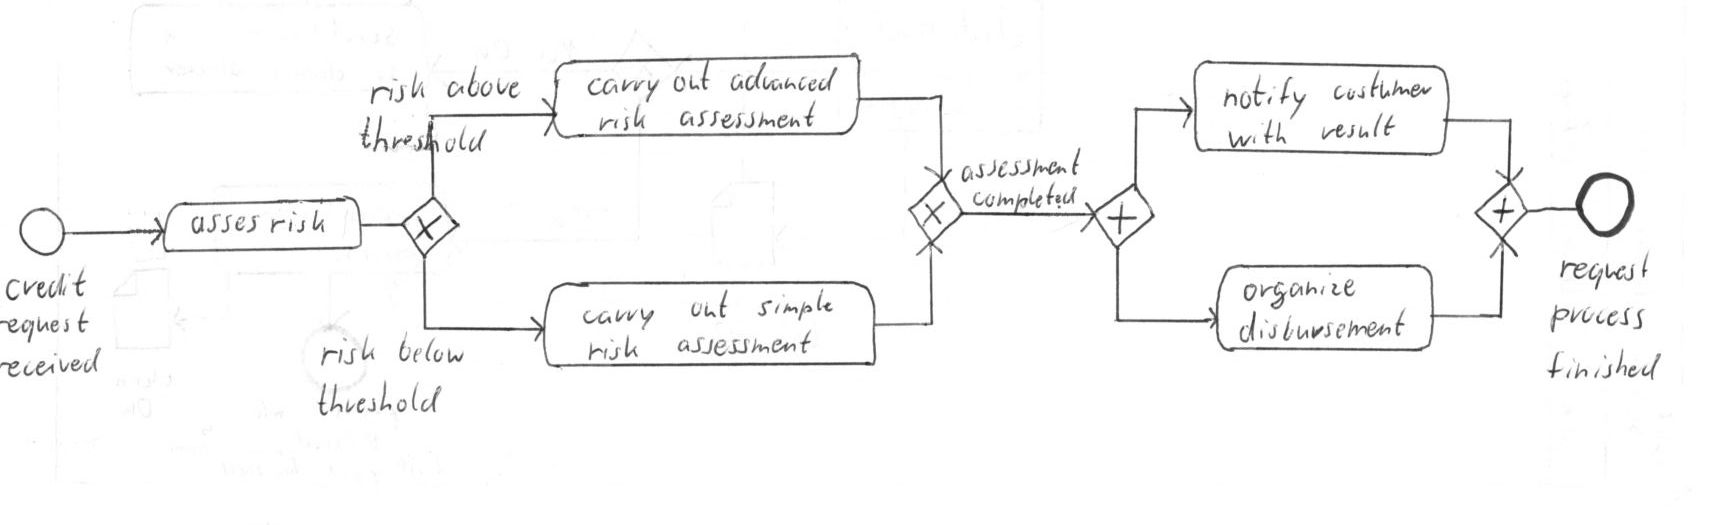 risk above
threshold
carry out advanced
risk assessment
notify costumer
with result
assessment
completed
asses risk
credit
request
received
risk below
threshold
carry out simple
risk assessment
organize
disbursement
request
process
finished